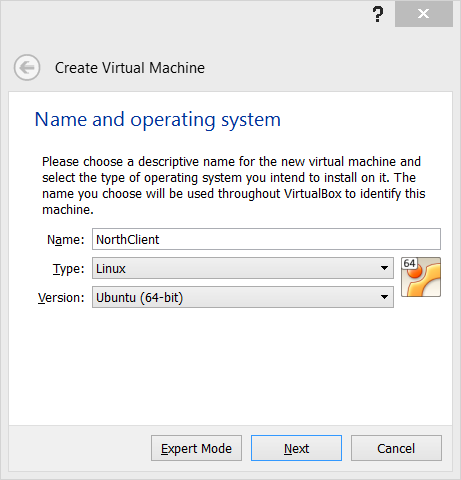 ?
Create Virtual Machine
Name and operating system
Please choose a descriptive name for the new virtual machine and
select the type of operating system you intend to install on it. The
name you choose will be used throughout VirtualBox to identify this
machine.
Name: NorthClient
Type: Linux
64
Version: Ubuntu (64-bit)
Expert Mode Next Cancel